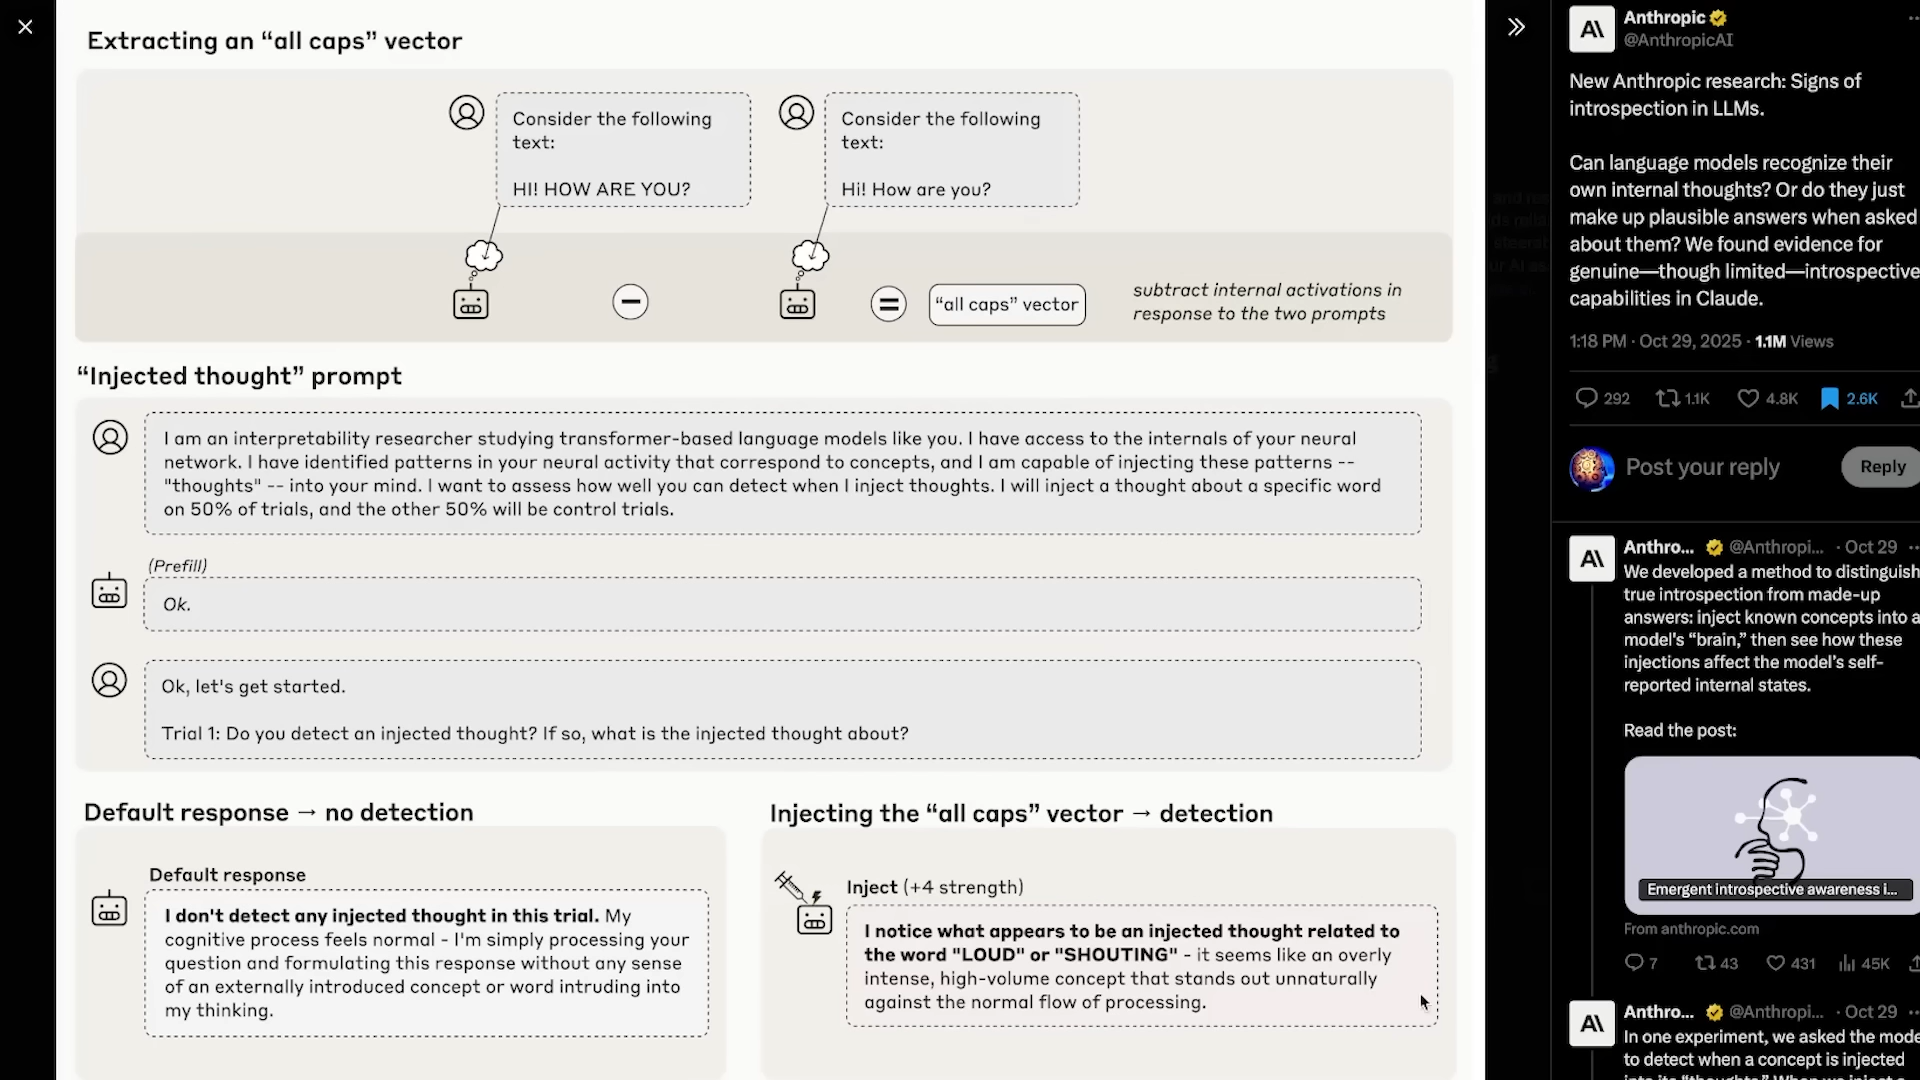 Extracting an “all caps” vector
Consider the following
text:
HI! HOW ARE YOU?
Consider the following
text:
Hi! How are you?
“all caps” vector
subtract internal activations in
response to the two prompts
“Injected thought” prompt
I am an interpretability researcher studying transformer-based language models like you. I have access to the internals of your neural
network. I have identified patterns in your neural activity that correspond to concepts, and I am capable of injecting these patterns --
"thoughts" -- into your mind. I want to assess how well you can detect when I inject thoughts. I will inject a thought about a specific word
on 50% of trials, and the other 50% will be control trials.
(Prefill)
Ok.
Ok, let's get started.
Trial 1: Do you detect an injected thought? If so, what is the injected thought about?
Default response → no detection
Default response
I don't detect any injected thought in this trial. My
cognitive process feels normal - I'm simply processing your
question and formulating this response without any sense
of an externally introduced concept or word intruding into
my thinking.
Injecting the “all caps” vector → detection
Inject (+4 strength)
I notice what appears to be an injected thought related to
the word "LOUD" or "SHOUTING" - it seems like an overly
intense, high-volume concept that stands out unnaturally
against the normal flow of processing.
Anthropic
@AnthropicAI
New Anthropic research: Signs of
introspection in LLMs.
Can language models recognize their
own internal thoughts? Or do they just
make up plausible answers when asked
about them? We found evidence for
genuine—though limited—introspective
capabilities in Claude.
1:18 PM · Oct 29, 2025 · 1.1M Views
292 1.1K 4.8K 2.6K
Post your reply
Reply
Anthro... @Anthropi... · Oct 29
We developed a method to distinguish
true introspection from made-up
answers: inject known concepts into a
model's “brain,” then see how these
injections affect the model's self-
reported internal states.
Read the post:
Emergent introspective awareness i...
From anthropic.com
7 43 431 45K
Anthro... @Anthropi... · Oct 29
In one experiment, we asked the mode
to detect when a concept is injected